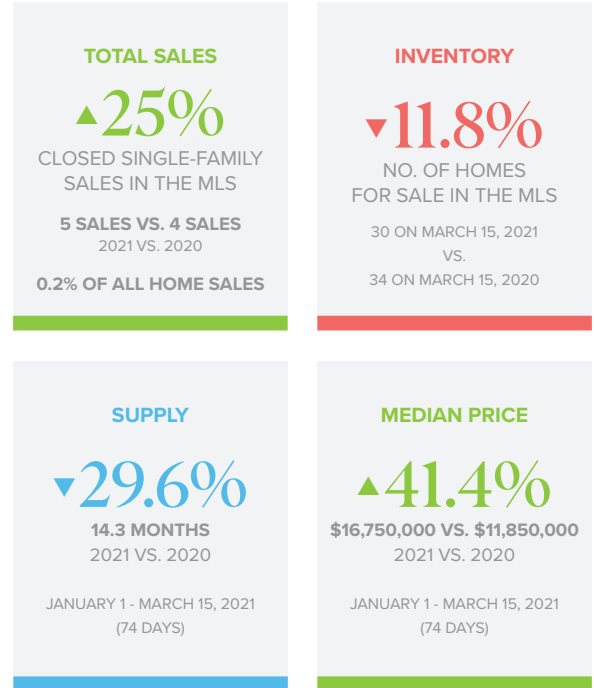 TOTAL SALES
▲25%
CLOSED SINGLE-FAMILY
SALES IN THE MLS
5 SALES VS. 4 SALES
2021 VS. 2020
0.2% OF ALL HOME SALES
INVENTORY
▼11.8%
NO. OF HOMES
FOR SALE IN THE MLS
30 ON MARCH 15, 2021
VS.
34 ON MARCH 15, 2020
SUPPLY
▼29.6%
14.3 MONTHS
2021 VS. 2020
JANUARY 1 - MARCH 15, 2021
(74 DAYS)
MEDIAN PRICE
▲41.4%
$16,750,000 VS. $11,850,000
2021 VS. 2020
JANUARY 1 - MARCH 15, 2021
(74 DAYS)